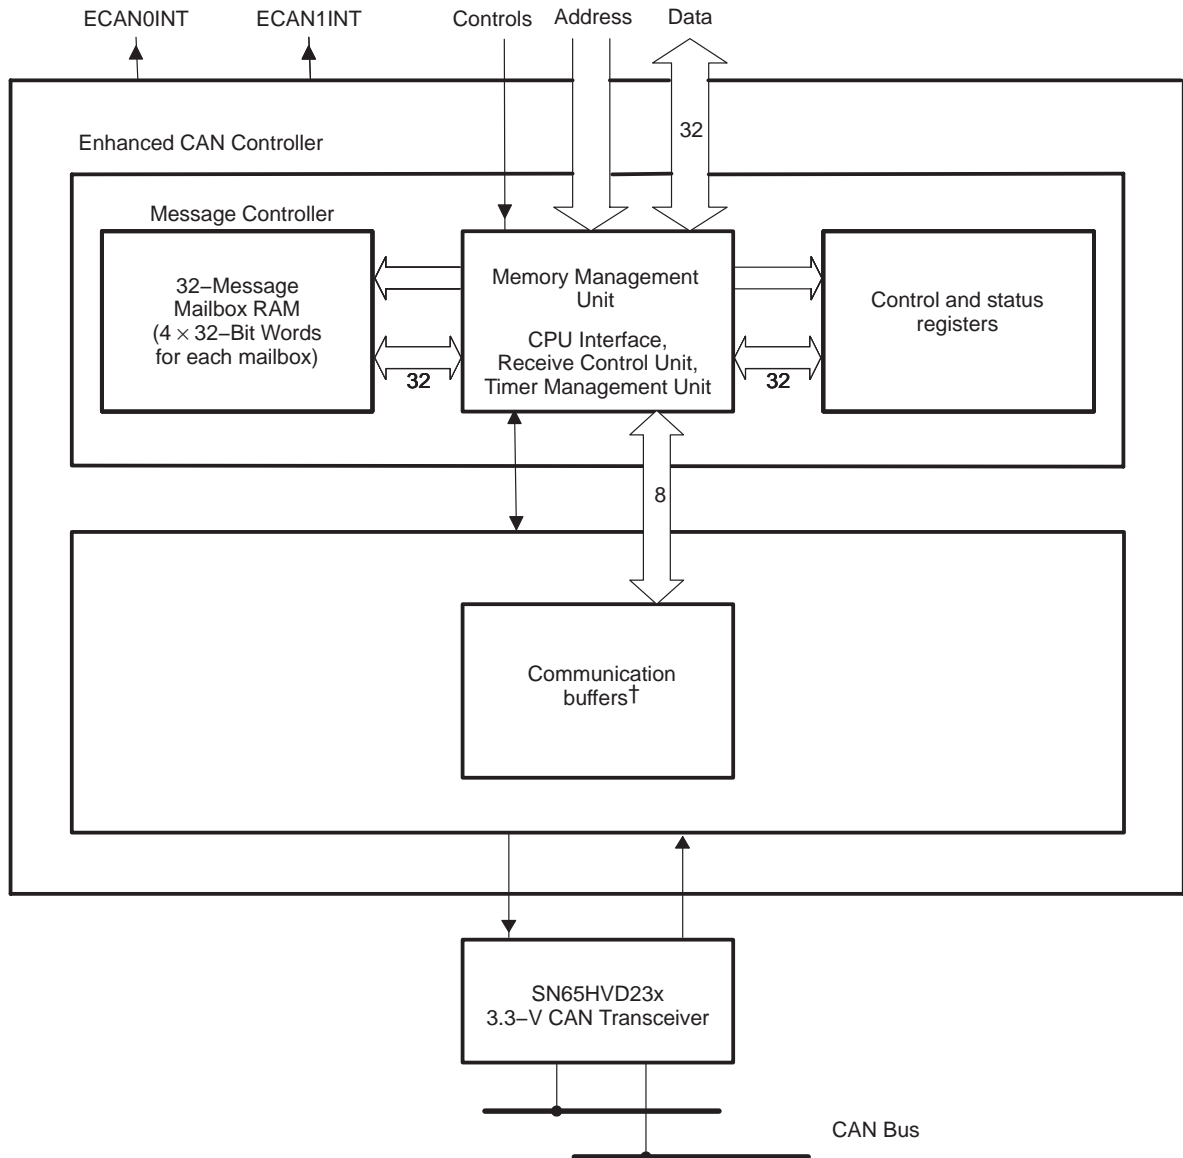 ECAN0INT
ECAN1INT
Controls
Address
Data
32
Enhanced CAN Controller
Message Controller
32−Message
Mailbox RAM
(4 × 32−Bit Words
for each mailbox)
32
Memory Management
Unit
CPU Interface,
Receive Control Unit,
Timer Management Unit
32
Control and status
registers
8
Communication
buffers†
SN65HVD23x
3.3−V CAN Transceiver
CAN Bus